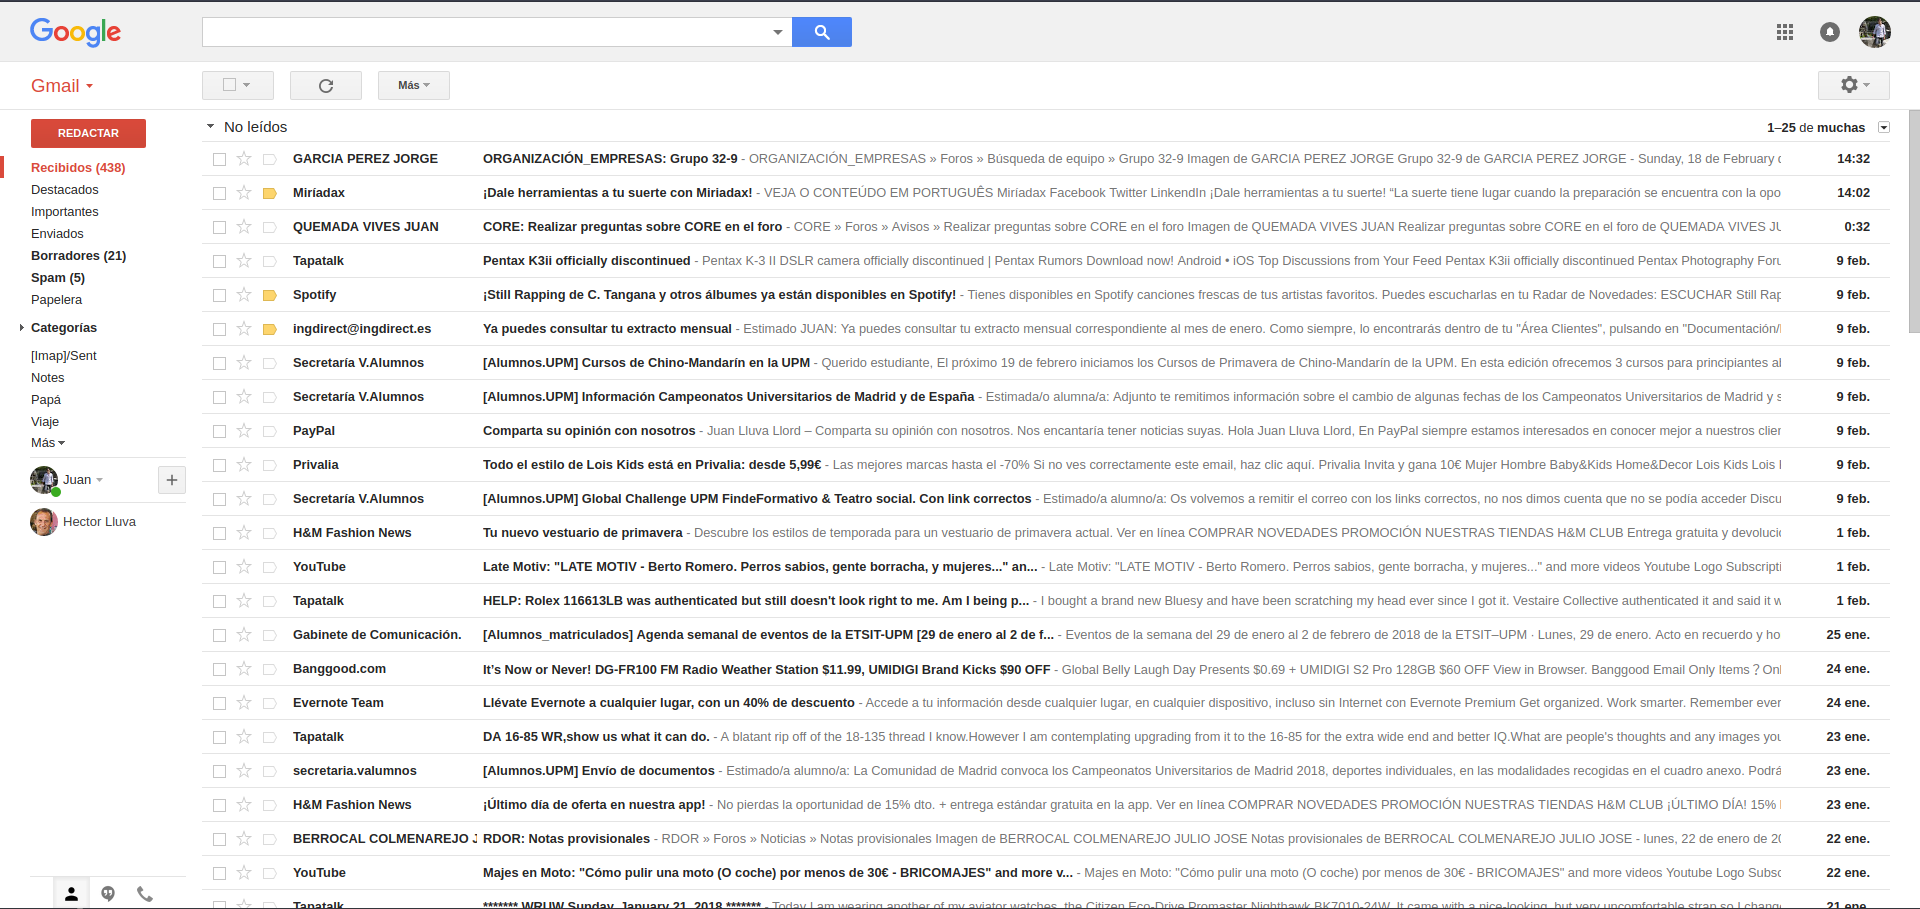 Google
Gmail
Más
REDACTAR
Recibidos (438)
Destacados
Importantes
Enviados
Borradores (21)
Spam (5)
Papelera
Categorías
[Imap]/Sent
Notes
Papá
Viaje
Más
Juan
Hector Lluva
No leídos
1–25 de muchas
GARCIA PEREZ JORGE ORGANIZACIÓN_EMPRESAS: Grupo 32-9 - ORGANIZACIÓN_EMPRESAS » Foros » Búsqueda de equipo » Grupo 32-9 Imagen de GARCIA PEREZ JORGE Grupo 32-9 de GARCIA PEREZ JORGE - Sunday, 18 de February 14:32
Miríadax ¡Dale herramientas a tu suerte con Miriadax! - VEJA O CONTEÚDO EM PORTUGUÊS Miríadax Facebook Twitter LinkendIn ¡Dale herramientas a tu suerte! “La suerte tiene lugar cuando la preparación se encuentra con la opo 14:02
QUEMADA VIVES JUAN CORE: Realizar preguntas sobre CORE en el foro - CORE » Foros » Avisos » Realizar preguntas sobre CORE en el foro Imagen de QUEMADA VIVES JUAN Realizar preguntas sobre CORE en el foro de QUEMADA VIVES JU 0:32
Tapatalk Pentax K3ii officially discontinued - Pentax K-3 II DSLR camera officially discontinued | Pentax Rumors Download now! Android • iOS Top Discussions from Your Feed Pentax K3ii officially discontinued Pentax Photography Foru 9 feb.
Spotify ¡Still Rapping de C. Tangana y otros álbumes ya están disponibles en Spotify! - Tienes disponibles en Spotify canciones frescas de tus artistas favoritos. Puedes escucharlas en tu Radar de Novedades: ESCUCHAR Still Rap 9 feb.
ingdirect@ingdirect.es Ya puedes consultar tu extracto mensual - Estimado JUAN: Ya puedes consultar tu extracto mensual correspondiente al mes de enero. Como siempre, lo encontrarás dentro de tu "Área Clientes", pulsando en "Documentación/ 9 feb.
Secretaría V.Alumnos [Alumnos.UPM] Cursos de Chino-Mandarín en la UPM - Querido estudiante, El próximo 19 de febrero iniciamos los Cursos de Primavera de Chino-Mandarín de la UPM. En esta edición ofrecemos 3 cursos para principiantes al 9 feb.
Secretaría V.Alumnos [Alumnos.UPM] Información Campeonatos Universitarios de Madrid y de España - Estimada/o alumna/a: Adjunto te remitimos información sobre el cambio de algunas fechas de los Campeonatos Universitarios de Madrid y s 9 feb.
PayPal Comparta su opinión con nosotros - Juan Lluva Llord – Comparta su opinión con nosotros. Nos encantaría tener noticias suyas. Hola Juan Lluva Llord, En PayPal siempre estamos interesados en conocer mejor a nuestros clier 9 feb.
Privalia Todo el estilo de Lois Kids está en Privalia: desde 5,99€ - Las mejores marcas hasta el -70% Si no ves correctamente este email, haz clic aquí. Privalia Invita y gana 10€ Mujer Hombre Baby&Kids Home&Decor Lois Kids Lois 9 feb.
Secretaría V.Alumnos [Alumnos.UPM] Global Challenge UPM FindeFormativo & Teatro social. Con link correctos - Estimado/a alumno/a: Os volvemos a remitir el correo con los links correctos, no nos dimos cuenta que no se podía acceder Discu 9 feb.
H&M Fashion News Tu nuevo vestuario de primavera - Descubre los estilos de temporada para un vestuario de primavera actual. Ver en línea COMPRAR NOVEDADES PROMOCIÓN NUESTRAS TIENDAS H&M CLUB Entrega gratuita y devoluci 1 feb.
YouTube Late Motiv: "LATE MOTIV - Berto Romero. Perros sabios, gente borracha, y mujeres..." an... - Late Motiv: "LATE MOTIV - Berto Romero. Perros sabios, gente borracha, y mujeres..." and more videos Youtube Logo Subscripti 1 feb.
Tapatalk HELP: Rolex 116613LB was authenticated but still doesn't look right to me. Am I being p... - I bought a brand new Bluesy and have been scratching my head ever since I got it. Vestaire Collective authenticated it and said it w 1 feb.
Gabinete de Comunicación. [Alumnos_matriculados] Agenda semanal de eventos de la ETSIT-UPM [29 de enero al 2 de f... - Eventos de la semana del 29 de enero al 2 de febrero de 2018 de la ETSIT–UPM · Lunes, 29 de enero. Acto en recuerdo y ho 25 ene.
Banggood.com It’s Now or Never! DG-FR100 FM Radio Weather Station $11.99, UMIDIGI Brand Kicks $90 OFF - Global Belly Laugh Day Presents $0.69 + UMIDIGI S2 Pro 128GB $60 OFF View in Browser. Banggood Email Only Items ? Onl 24 ene.
Evernote Team Llévate Evernote a cualquier lugar, con un 40% de descuento - Accede a tu información desde cualquier lugar, en cualquier dispositivo, incluso sin Internet con Evernote Premium Get organized. Work smarter. Remember ever 24 ene.
Tapatalk DA 16-85 WR,show us what it can do. - A blatant rip off of the 18-135 thread I know.However I am contemplating upgrading from it to the 16-85 for the extra wide end and better IQ.What are people's thoughts and any images you 23 ene.
secretaria.valumnos [Alumnos.UPM] Envío de documentos - Estimado/a alumno/a: La Comunidad de Madrid convoca los Campeonatos Universitarios de Madrid 2018, deportes individuales, en las modalidades recogidas en el cuadro anexo. Podrá 23 ene.
H&M Fashion News ¡Último día de oferta en nuestra app! - No pierdas la oportunidad de 15% dto. + entrega estándar gratuita en la app. Ver en línea COMPRAR NOVEDADES PROMOCIÓN NUESTRAS TIENDAS H&M CLUB ¡ÚLTIMO DÍA! 15% 23 ene.
BERROCAL COLMENAREJO J RDOR: Notas provisionales - RDOR » Foros » Noticias » Notas provisionales Imagen de BERROCAL COLMENAREJO JULIO JOSE Notas provisionales de BERROCAL COLMENAREJO JULIO JOSE - lunes, 22 de enero de 20 22 ene.
YouTube Majes en Moto: "Cómo pulir una moto (O coche) por menos de 30€ - BRICOMAJES" and more v... - Majes en Moto: "Cómo pulir una moto (O coche) por menos de 30€ - BRICOMAJES" and more videos Youtube Logo Subsc 22 ene.
Tapatalk ******* WRUW Sunday, January 21, 2018 ******* - Today I am wearing another of my aviator watches, the Citizen Eco-Drive Promaster Nighthawk BK7010-24W. It came with a nice-looking, but very uncomfortable strap so I change 21 ene.